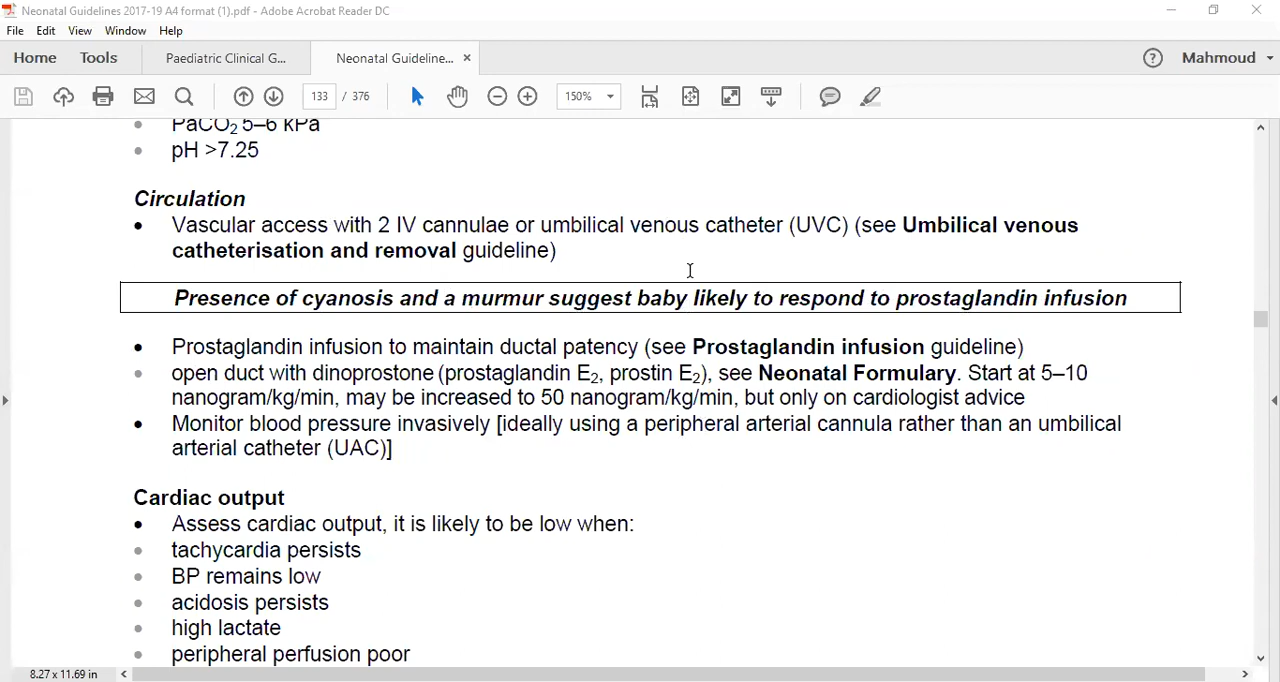 Neonatal Guidelines 2017-19 A4 format (1).pdf - Adobe Acrobat Reader DC
File Edit View Window Help
Home Tools Paediatric Clinical G... Neonatal Guideline... × ? Mahmoud
133 / 376 150%
PaCO2 5–6 kPa
• pH >7.25
Circulation
• Vascular access with 2 IV cannulae or umbilical venous catheter (UVC) (see Umbilical venous
catheterisation and removal guideline)
Presence of cyanosis and a murmur suggest baby likely to respond to prostaglandin infusion
• Prostaglandin infusion to maintain ductal patency (see Prostaglandin infusion guideline)
• open duct with dinoprostone (prostaglandin E2, prostin E2), see Neonatal Formulary. Start at 5–10
nanogram/kg/min, may be increased to 50 nanogram/kg/min, but only on cardiologist advice
• Monitor blood pressure invasively [ideally using a peripheral arterial cannula rather than an umbilical
arterial catheter (UAC)]
Cardiac output
• Assess cardiac output, it is likely to be low when:
• tachycardia persists
• BP remains low
• acidosis persists
• high lactate
• peripheral perfusion poor
8.27 x 11.69 in